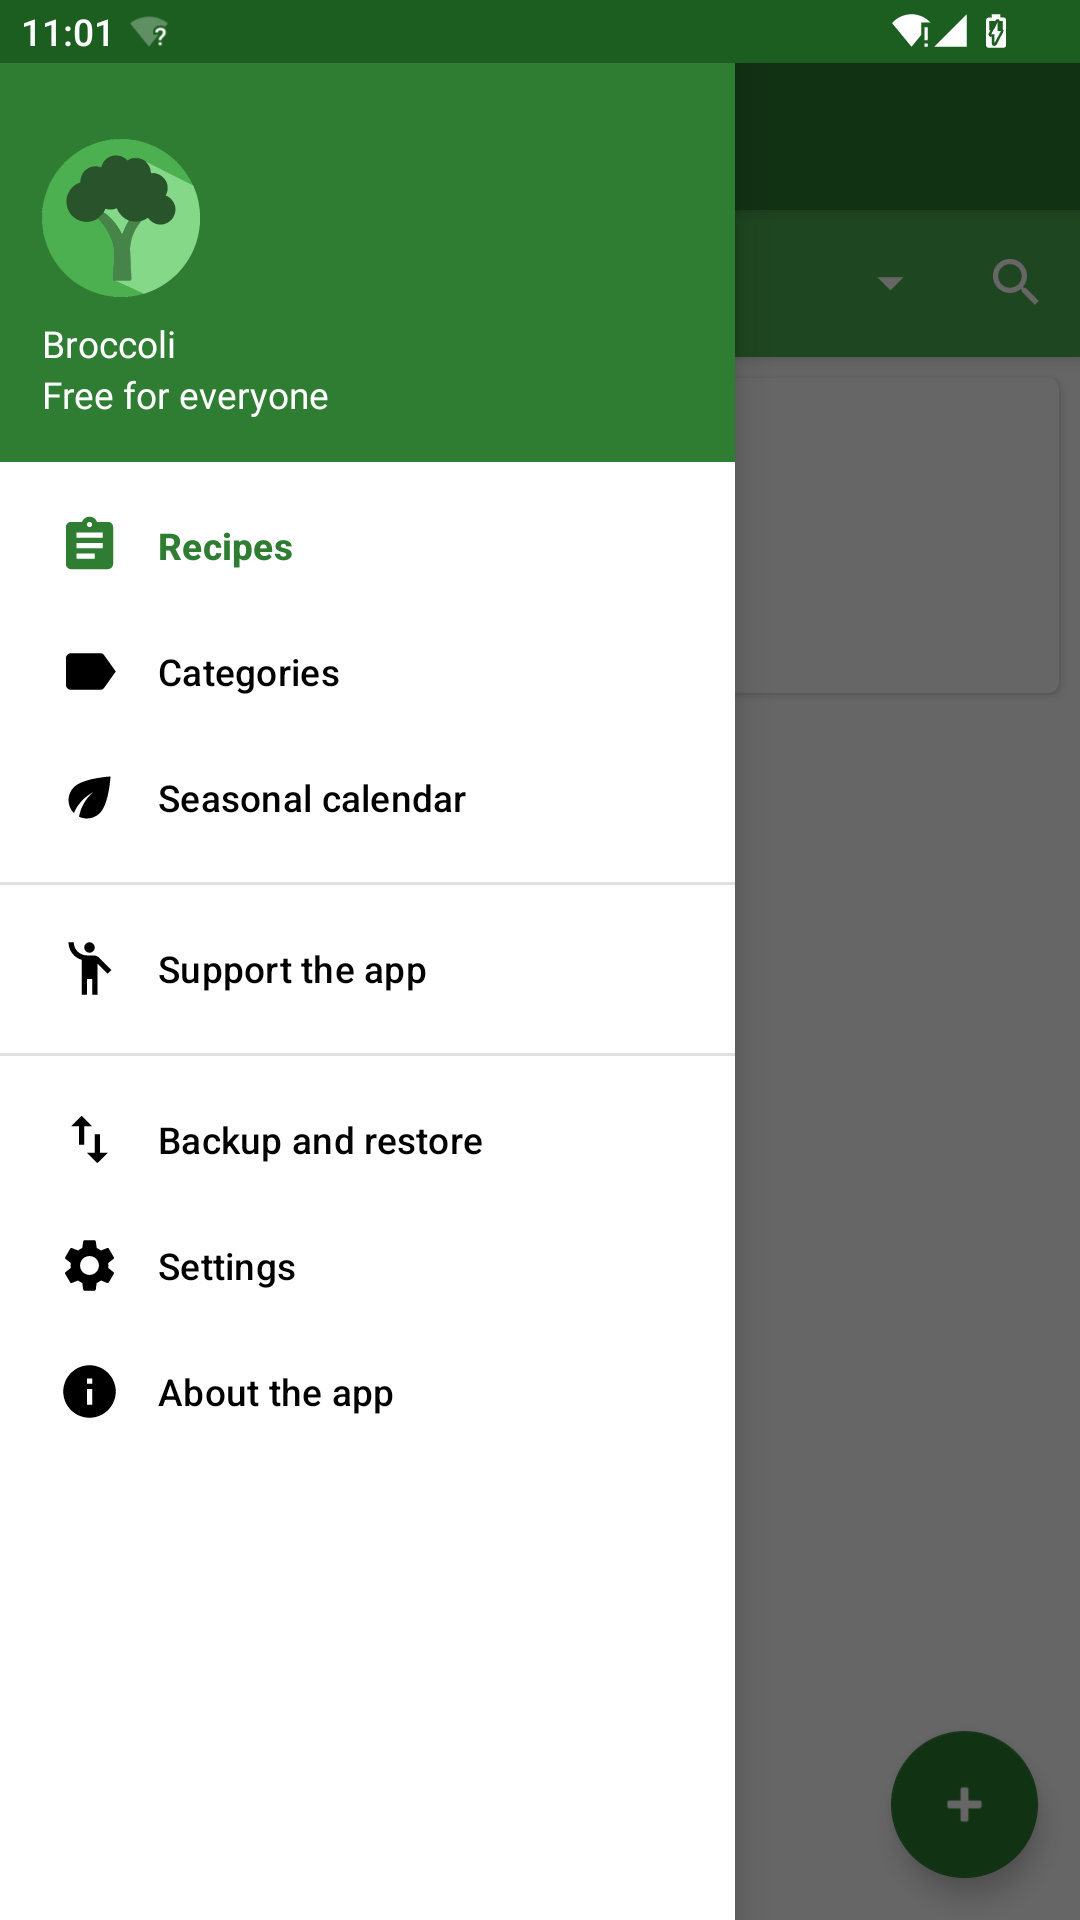 11:01
Broccoli
Free for everyone
Recipes
Categories
Seasonal calendar
Support the app
Backup and restore
Settings
About the app